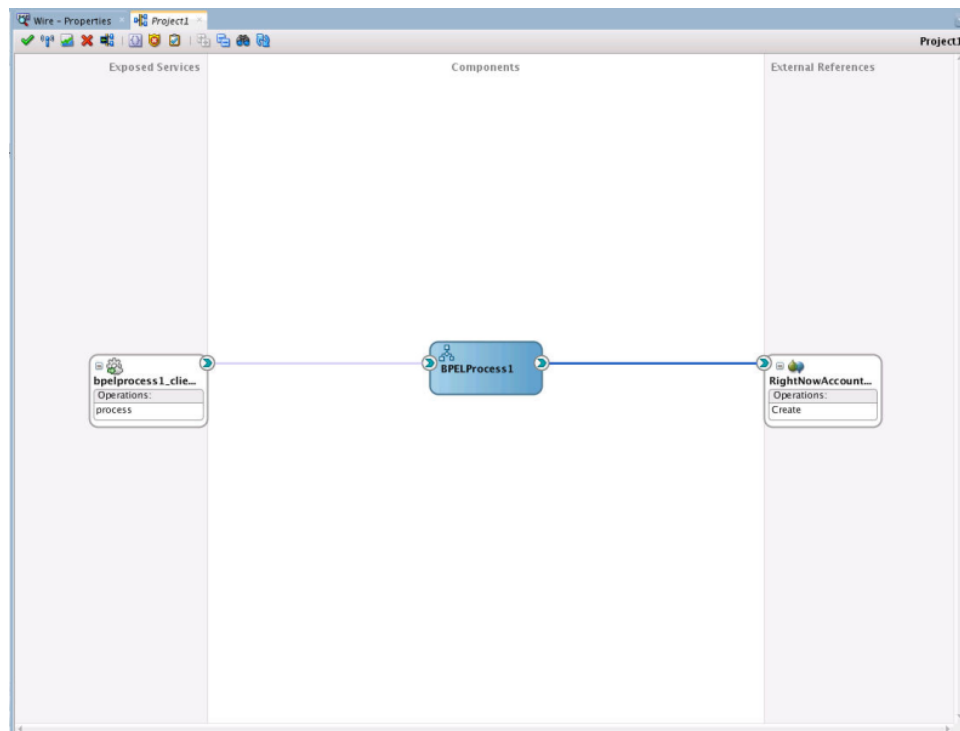 Wire - Properties
Project1
Project1
Exposed Services
Components
External References
bpelprocess1_clie...
Operations:
process
BPELProcess1
RightNowAccount...
Operations:
Create